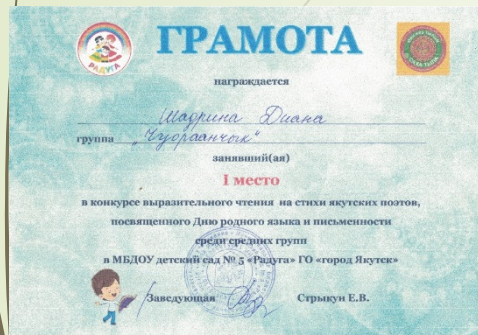 ГРАМОТА
РАДУГА
награждается
Шадрина Диана
группа „Чуораанчык"
занявший(ая)
I место
в конкурсе выразительного чтения на стихи якутских поэтов,
посвященного Дню родного языка и письменности
среди средних групп
в МБДОУ детский сад № 5 «Радуга» ГО «город Якутск»
Заведующая Стрыкун Е.В.